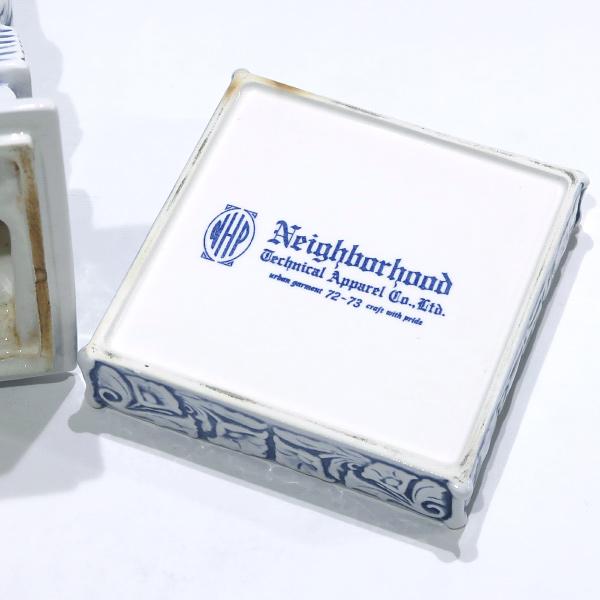 NHP
Neighborhood
Technical Apparel Co., Ltd.
urban garment 72-73 craft with pride